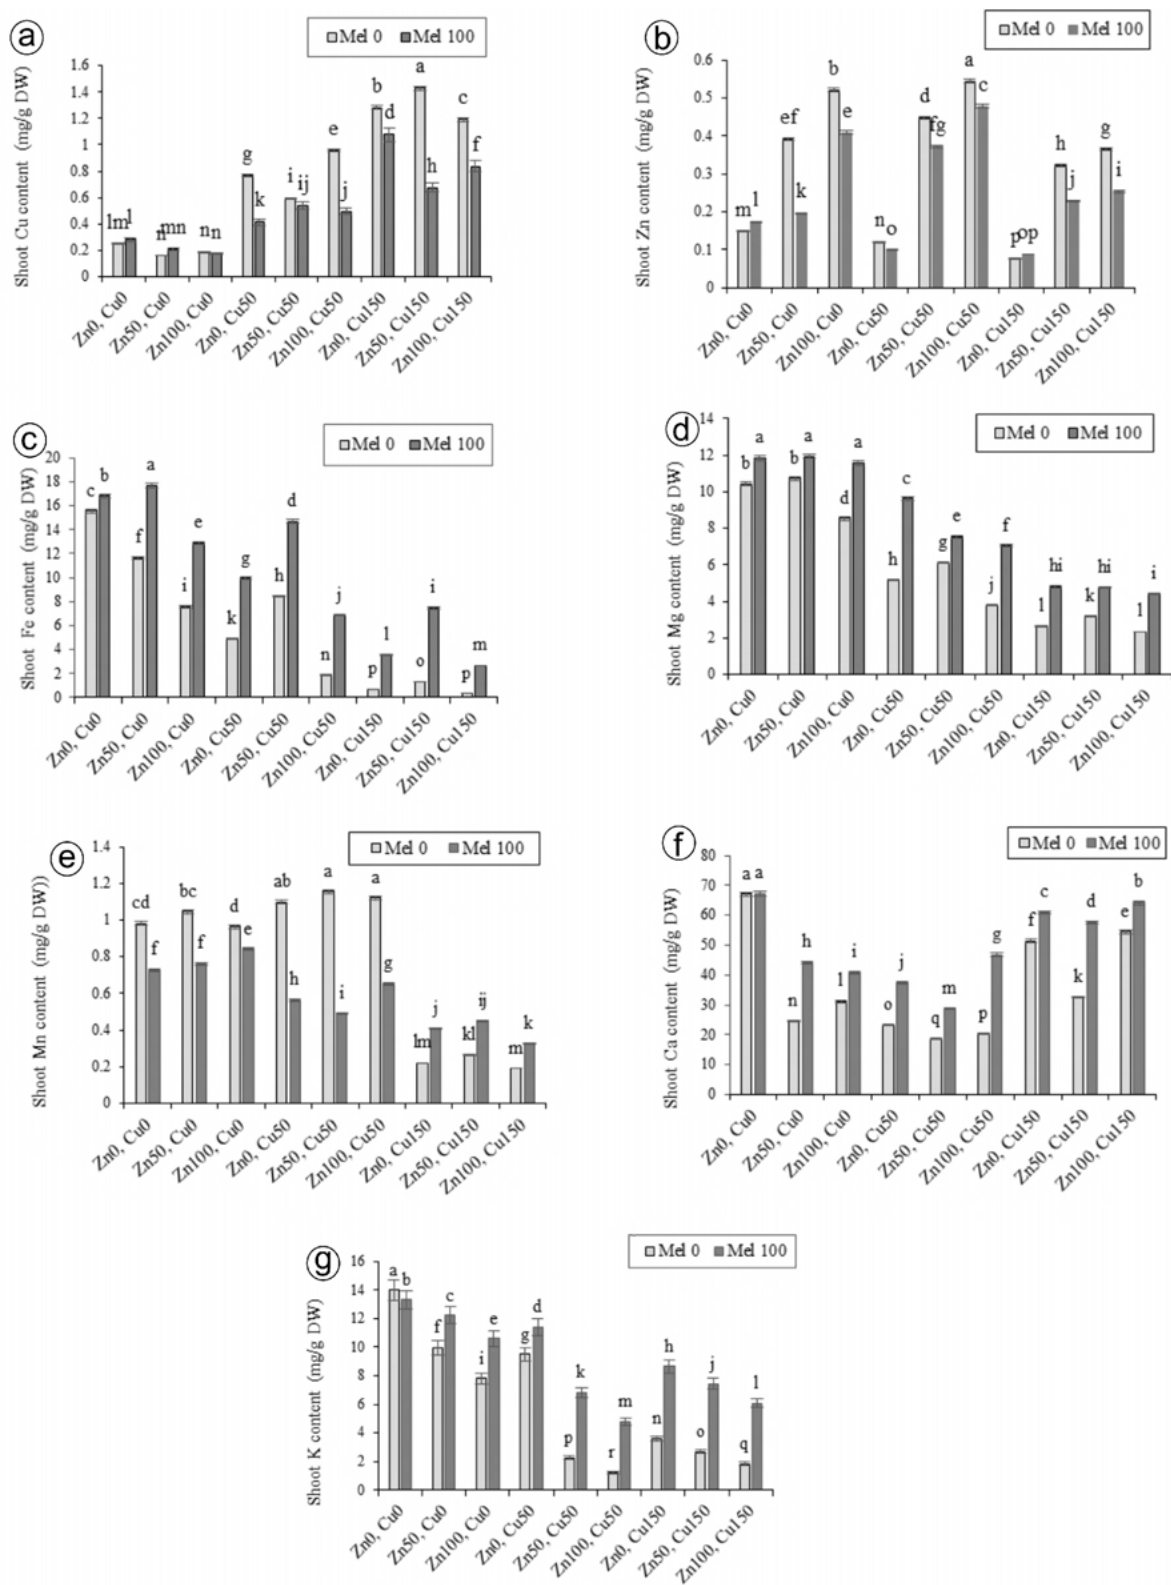 a
Mel 0 Mel 100
Shoot Cu content (mg/g DW)
1.6
1.4
1.2
1
0.8
0.6
0.4
0.2
0
lm l n mn n n g k i ij e j b d a h c f
Zn0, Cu0
Zn50, Cu0
Zn100, Cu0
Zn0, Cu50
Zn50, Cu50
Zn100, Cu50
Zn0, Cu150
Zn50, Cu150
Zn100, Cu150
b
Mel 0 Mel 100
Shoot Zn content (mg/g DW)
0.6
0.5
0.4
0.3
0.2
0.1
0
m l ef k b e n o d fg a c p op h j g i
Zn0, Cu0
Zn50, Cu0
Zn100, Cu0
Zn0, Cu50
Zn50, Cu50
Zn100, Cu50
Zn0, Cu150
Zn50, Cu150
Zn100, Cu150
c
Mel 0 Mel 100
Shoot Fe content (mg/g DW)
20
18
16
14
12
10
8
6
4
2
0
c b f a i e k g h d n j p l o i p m
Zn0, Cu0
Zn50, Cu0
Zn100, Cu0
Zn0, Cu50
Zn50, Cu50
Zn100, Cu50
Zn0, Cu150
Zn50, Cu150
Zn100, Cu150
d
Mel 0 Mel 100
Shoot Mg content (mg/g DW)
14
12
10
8
6
4
2
0
b a b a d a h c g e j f l hi k hi l i
Zn0, Cu0
Zn50, Cu0
Zn100, Cu0
Zn0, Cu50
Zn50, Cu50
Zn100, Cu50
Zn0, Cu150
Zn50, Cu150
Zn100, Cu150
e
Mel 0 Mel 100
Shoot Mn content (mg/g DW))
1.4
1.2
1
0.8
0.6
0.4
0.2
0
cd f bc f d e ab h a i a g lm j kl ij m k
Zn0, Cu0
Zn50, Cu0
Zn100, Cu0
Zn0, Cu50
Zn50, Cu50
Zn100, Cu50
Zn0, Cu150
Zn50, Cu150
Zn100, Cu150
f
Mel 0 Mel 100
Shoot Ca content (mg/g DW)
80
70
60
50
40
30
20
10
0
a a n h l i o j q m p g f c k d e b
Zn0, Cu0
Zn50, Cu0
Zn100, Cu0
Zn0, Cu50
Zn50, Cu50
Zn100, Cu50
Zn0, Cu150
Zn50, Cu150
Zn100, Cu150
g
Mel 0 Mel 100
Shoot K content (mg/g DW)
16
14
12
10
8
6
4
2
0
a b f c i e g d p k r m n h o j q l
Zn0, Cu0
Zn50, Cu0
Zn100, Cu0
Zn0, Cu50
Zn50, Cu50
Zn100, Cu50
Zn0, Cu150
Zn50, Cu150
Zn100, Cu150